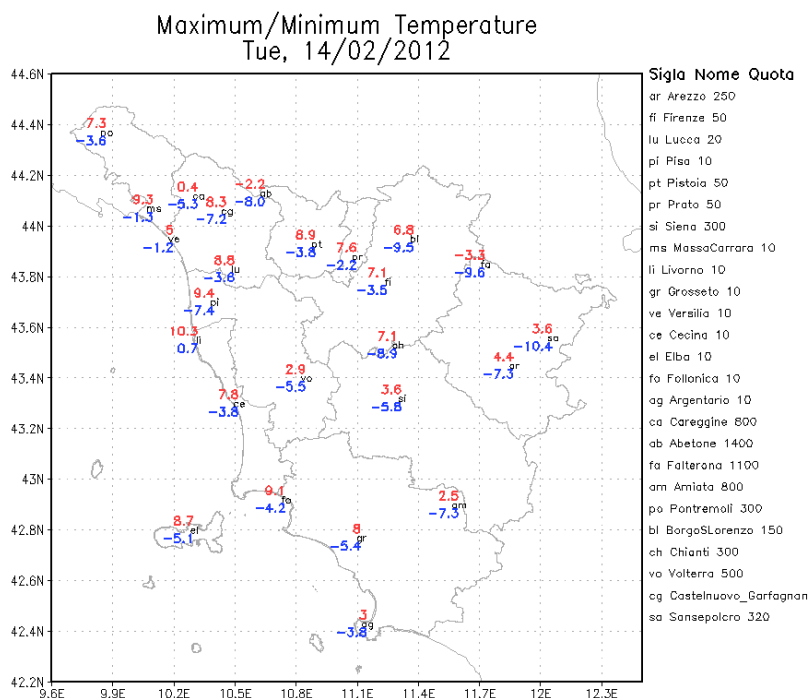 Maximum/Minimum Temperature
Tue, 14/02/2012
44.6N
44.4N
44.2N
44N
43.8N
43.6N
43.4N
43.2N
43N
42.8N
42.6N
42.4N
42.2N
9.6E 9.9E 10.2E 10.5E 10.8E 11.1E 11.4E 11.7E 12E 12.3E
7.3 po
-3.6
9.3 ms
-1.3
0.4 ca
-5.3
8.3 cg
-7.2
-2.2 ab
-8.0
5 ve
-1.2
8.9 pt
-3.8
7.6 pr
-2.2
6.8 bl
-9.5
-3.3 fa
-9.6
8.8 lu
-3.6
7.1 fi
-3.5
9.4 pi
-7.4
10.3 li
0.7
7.1 ch
-8.9
3.6 sa
-10.4
4.4 ar
-7.3
2.9 vo
-5.5
3.6 si
-5.8
7.8 ce
-3.8
9.1 fo
-4.2
2.5 am
-7.3
8.7 el
-5.1
8 gr
-5.4
3 ag
-3.8
Sigla Nome Quota
ar Arezzo 250
fi Firenze 50
lu Lucca 20
pi Pisa 10
pt Pistoia 50
pr Prato 50
si Siena 300
ms MassaCarrara 10
li Livorno 10
gr Grosseto 10
ve Versilia 10
ce Cecina 10
el Elba 10
fo Follonica 10
ag Argentario 10
ca Careggine 800
ab Abetone 1400
fa Falterona 1100
am Amiata 800
po Pontremoli 300
bl BorgoSLorenzo 150
ch Chianti 300
vo Volterra 500
cg Castelnuovo_Garfagnan
sa Sansepolcro 320